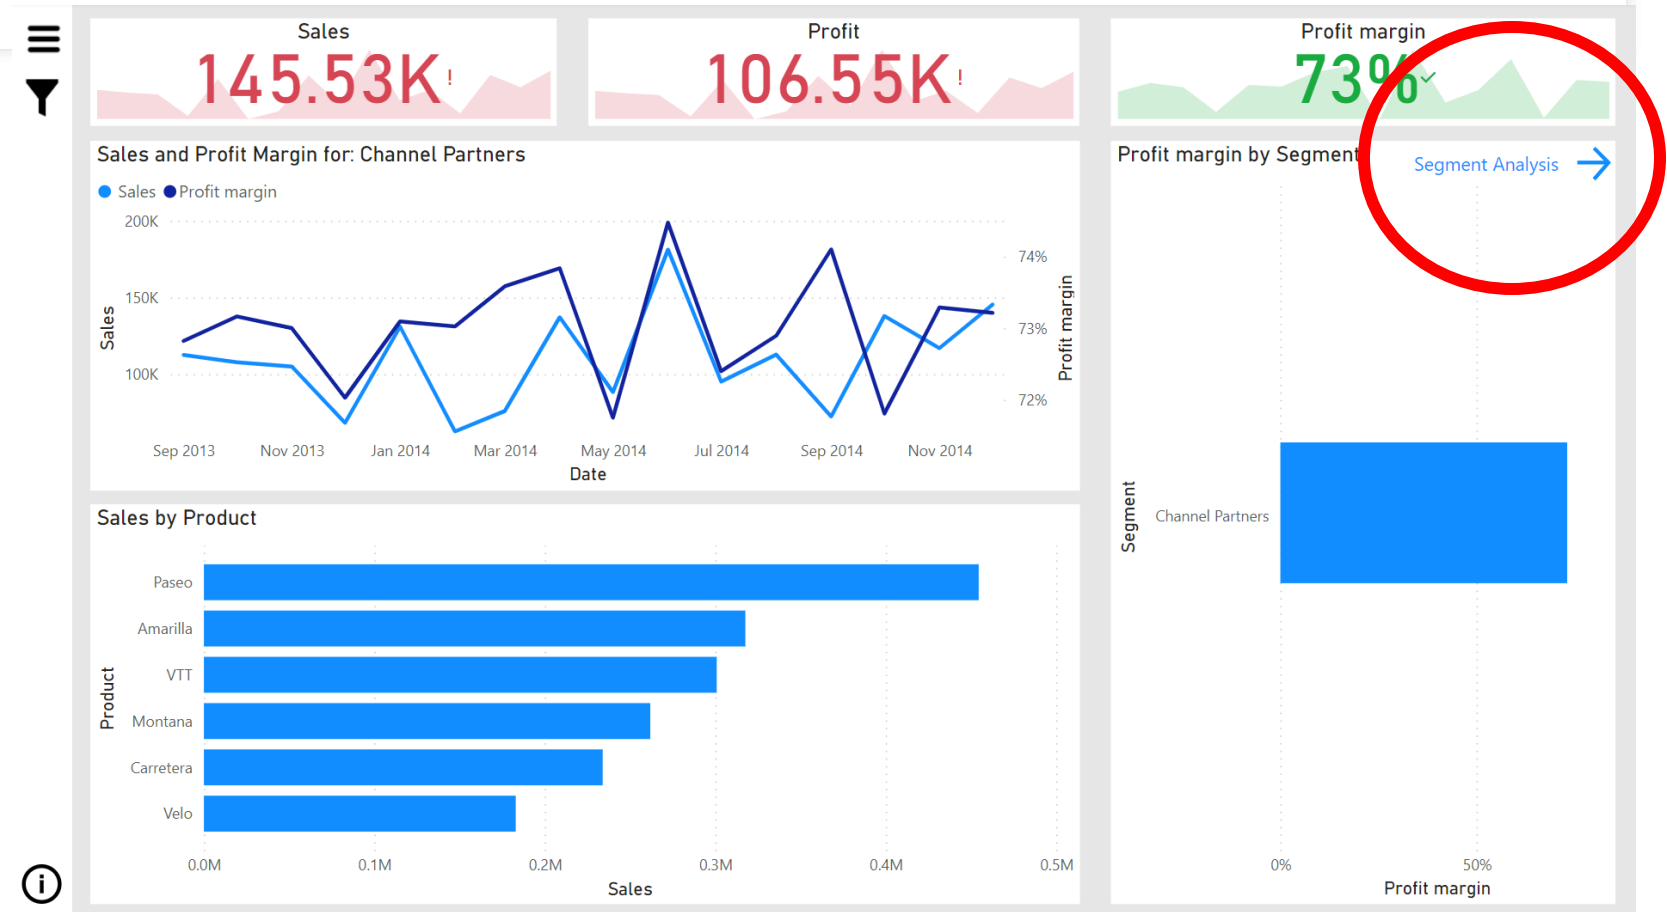 Sales
145.53K!
Profit
106.55K!
Profit margin
73%
Sales and Profit Margin for: Channel Partners
Sales Profit margin
200K
150K
100K
Sales
74%
73%
72%
Profit margin
Sep 2013 Nov 2013 Jan 2014 Mar 2014 May 2014 Jul 2014 Sep 2014 Nov 2014
Date
Profit margin by Segment
Segment Analysis
Segment
Channel Partners
0% 50%
Profit margin
Sales by Product
Product
Paseo
Amarilla
VTT
Montana
Carretera
Velo
0.0M 0.1M 0.2M 0.3M 0.4M 0.5M
Sales